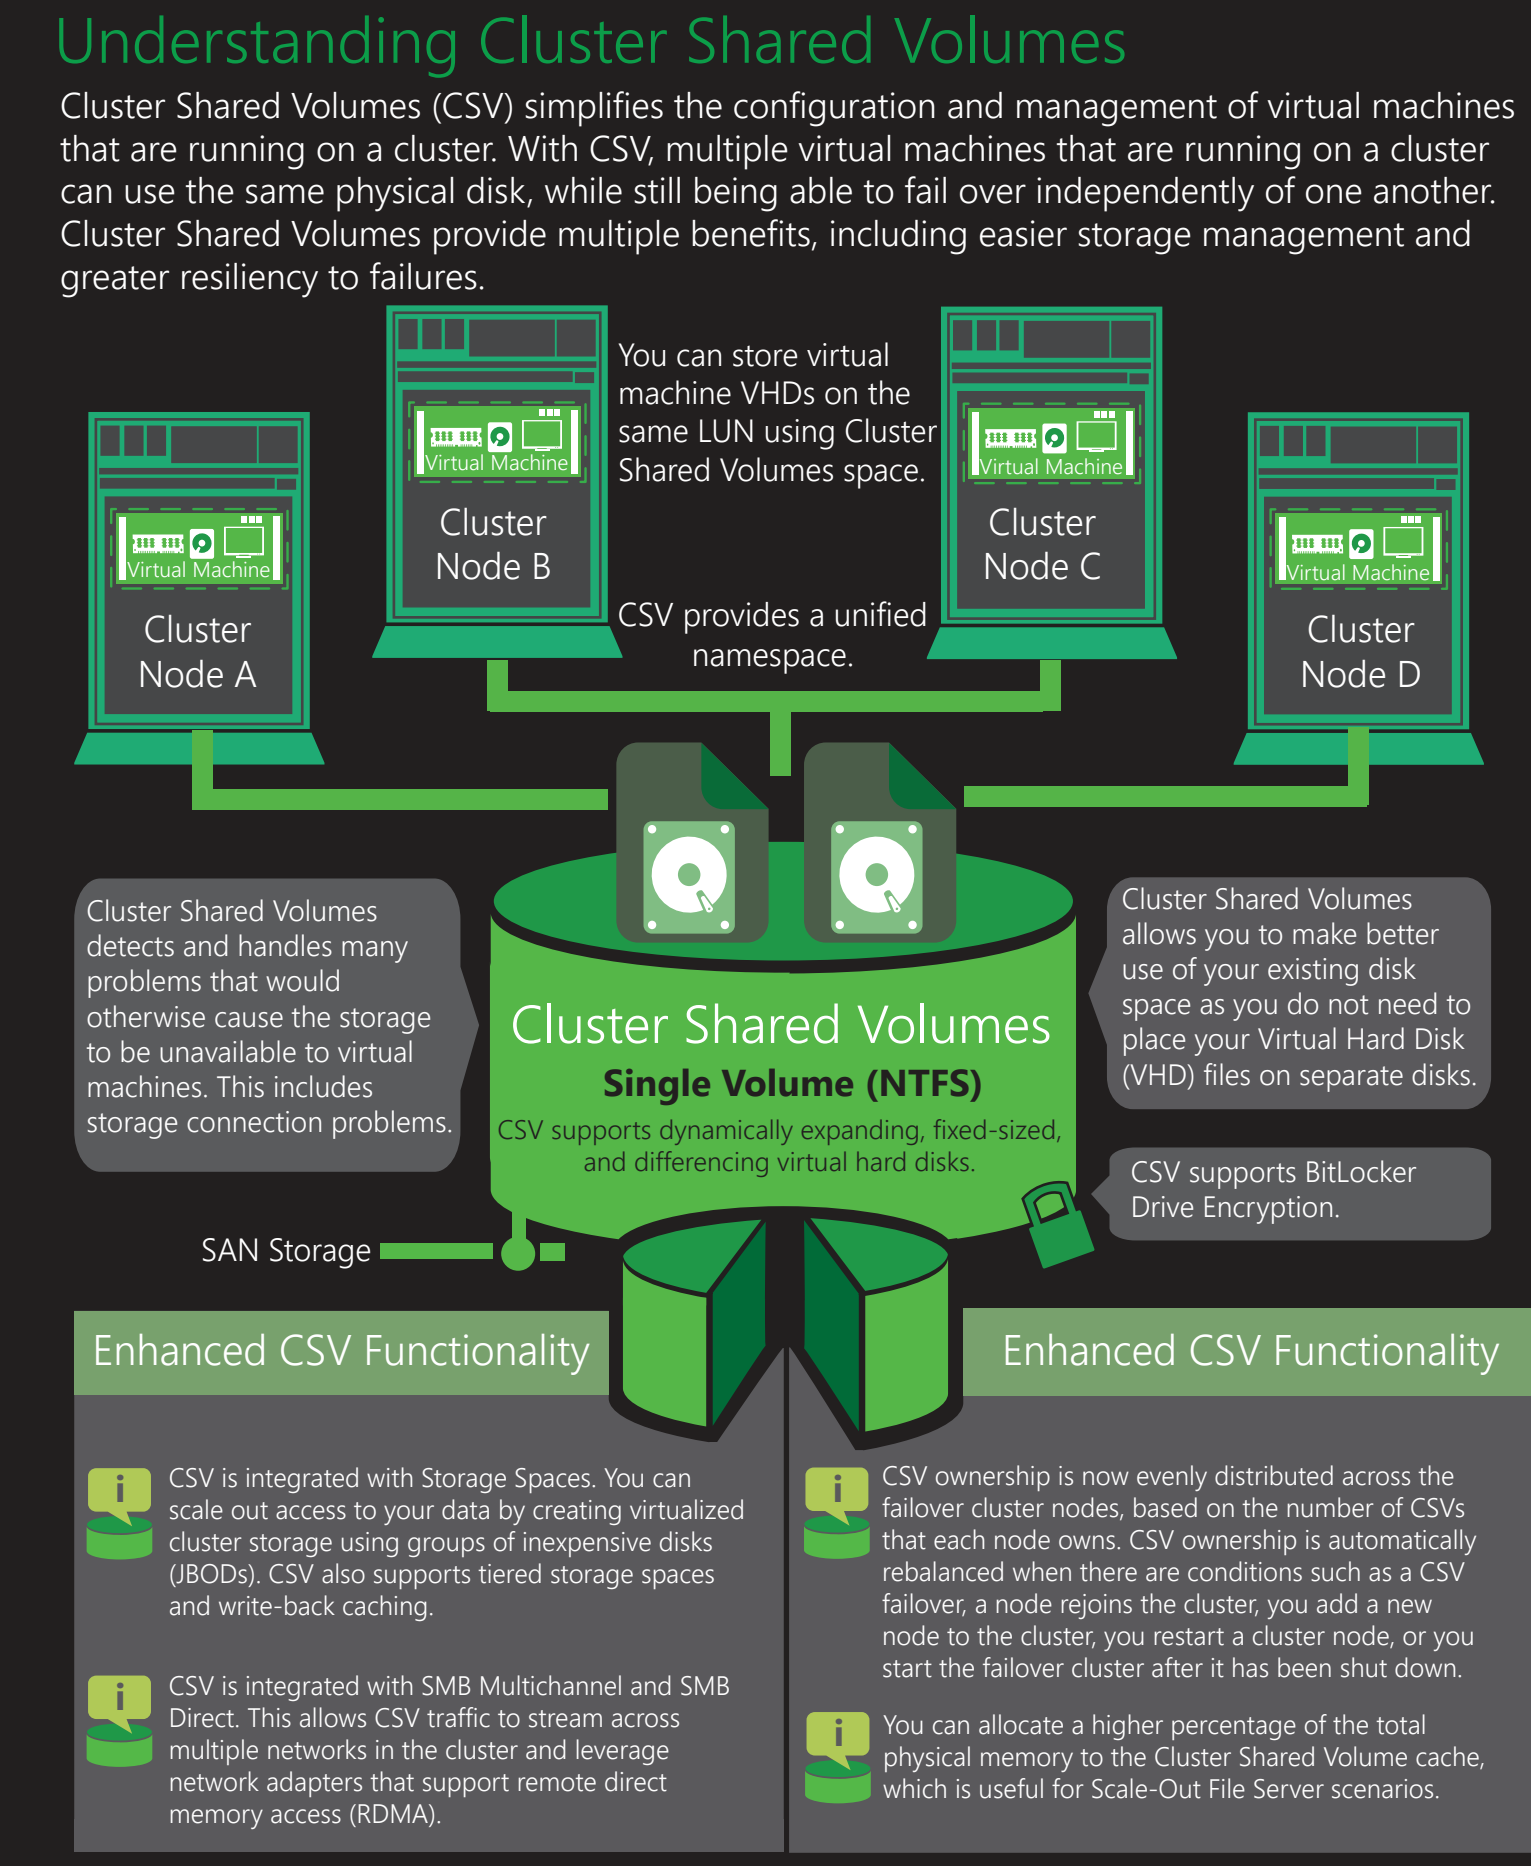 Understanding Cluster Shared Volumes
Cluster Shared Volumes (CSV) simplifies the configuration and management of virtual machines
that are running on a cluster. With CSV, multiple virtual machines that are running on a cluster
can use the same physical disk, while still being able to fail over independently of one another.
Cluster Shared Volumes provide multiple benefits, including easier storage management and
greater resiliency to failures.
Virtual Machine
Cluster
Node A
Virtual Machine
Cluster
Node B
You can store virtual
machine VHDs on the
same LUN using Cluster
Shared Volumes space.
CSV provides a unified
namespace.
Virtual Machine
Cluster
Node C
Virtual Machine
Cluster
Node D
Cluster Shared Volumes
detects and handles many
problems that would
otherwise cause the storage
to be unavailable to virtual
machines. This includes
storage connection problems.
Cluster Shared Volumes
Single Volume (NTFS)
CSV supports dynamically expanding, fixed-sized,
and differencing virtual hard disks.
Cluster Shared Volumes
allows you to make better
use of your existing disk
space as you do not need to
place your Virtual Hard Disk
(VHD) files on separate disks.
CSV supports BitLocker
Drive Encryption.
SAN Storage
Enhanced CSV Functionality
i
CSV is integrated with Storage Spaces. You can
scale out access to your data by creating virtualized
cluster storage using groups of inexpensive disks
(JBODs). CSV also supports tiered storage spaces
and write-back caching.
i
CSV is integrated with SMB Multichannel and SMB
Direct. This allows CSV traffic to stream across
multiple networks in the cluster and leverage
network adapters that support remote direct
memory access (RDMA).
Enhanced CSV Functionality
i
CSV ownership is now evenly distributed across the
failover cluster nodes, based on the number of CSVs
that each node owns. CSV ownership is automatically
rebalanced when there are conditions such as a CSV
failover, a node rejoins the cluster, you add a new
node to the cluster, you restart a cluster node, or you
start the failover cluster after it has been shut down.
i
You can allocate a higher percentage of the total
physical memory to the Cluster Shared Volume cache,
which is useful for Scale-Out File Server scenarios.